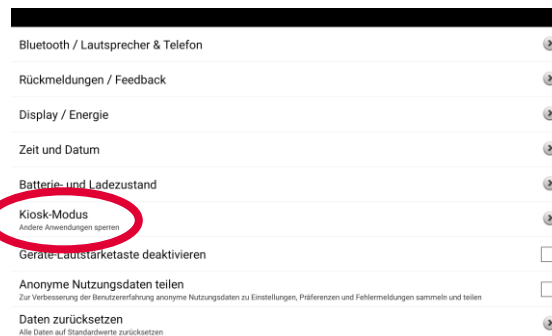 Bluetooth / Lautsprecher & Telefon
Rückmeldungen / Feedback
Display / Energie
Zeit und Datum
Batterie- und Ladezustand
Kiosk-Modus
Andere Anwendungen sperren
Geräte-Lautstärketaste deaktivieren
Anonyme Nutzungsdaten teilen
Zur Verbesserung der Benutzererfahrung anonyme Nutzungsdaten zu Einstellungen, Präferenzen und Fehlermeldungen sammeln und teilen
Daten zurücksetzen
Alle Daten auf Standardwerte zurücksetzen